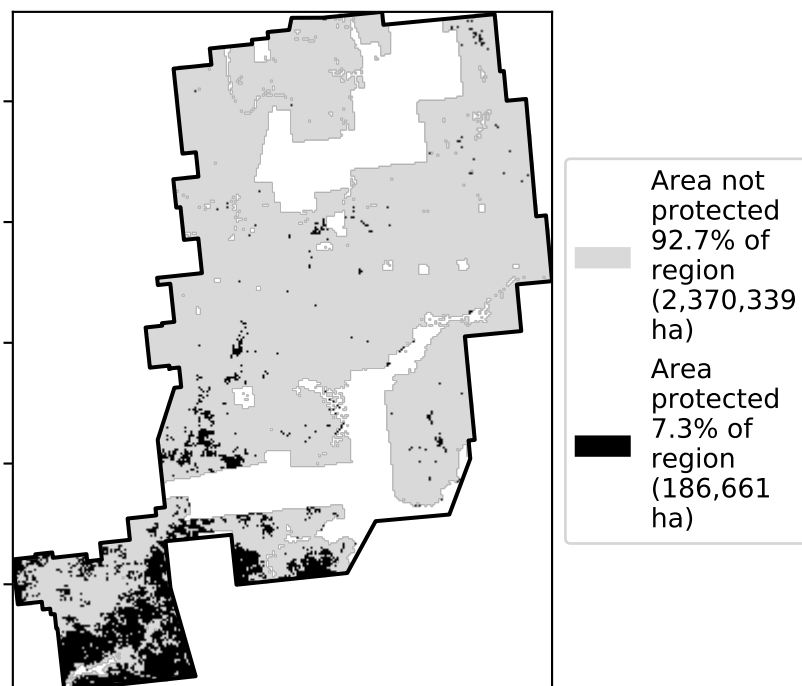 Area not
protected
92.7% of
region
(2,370,339
ha)
Area
protected
7.3% of
region
(186,661
ha)